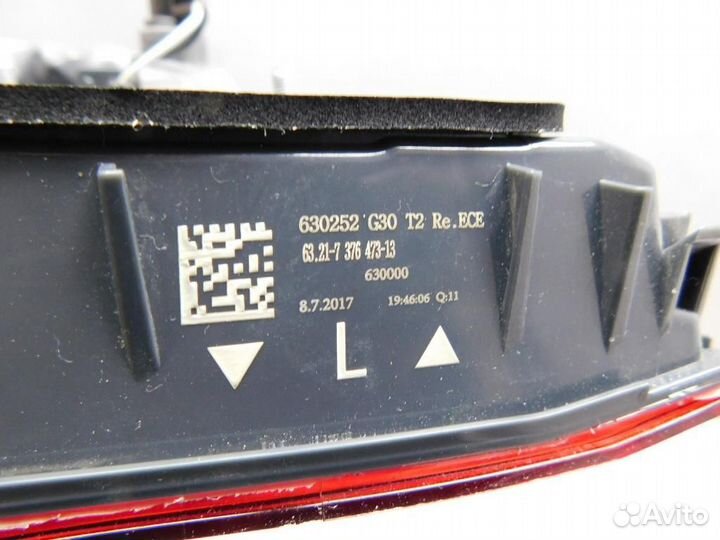 630252 G30 T2 Re.ECE
63.21-7 376 473-13
630000
8.7.2017 19:46:06 Q:11
L
Avito